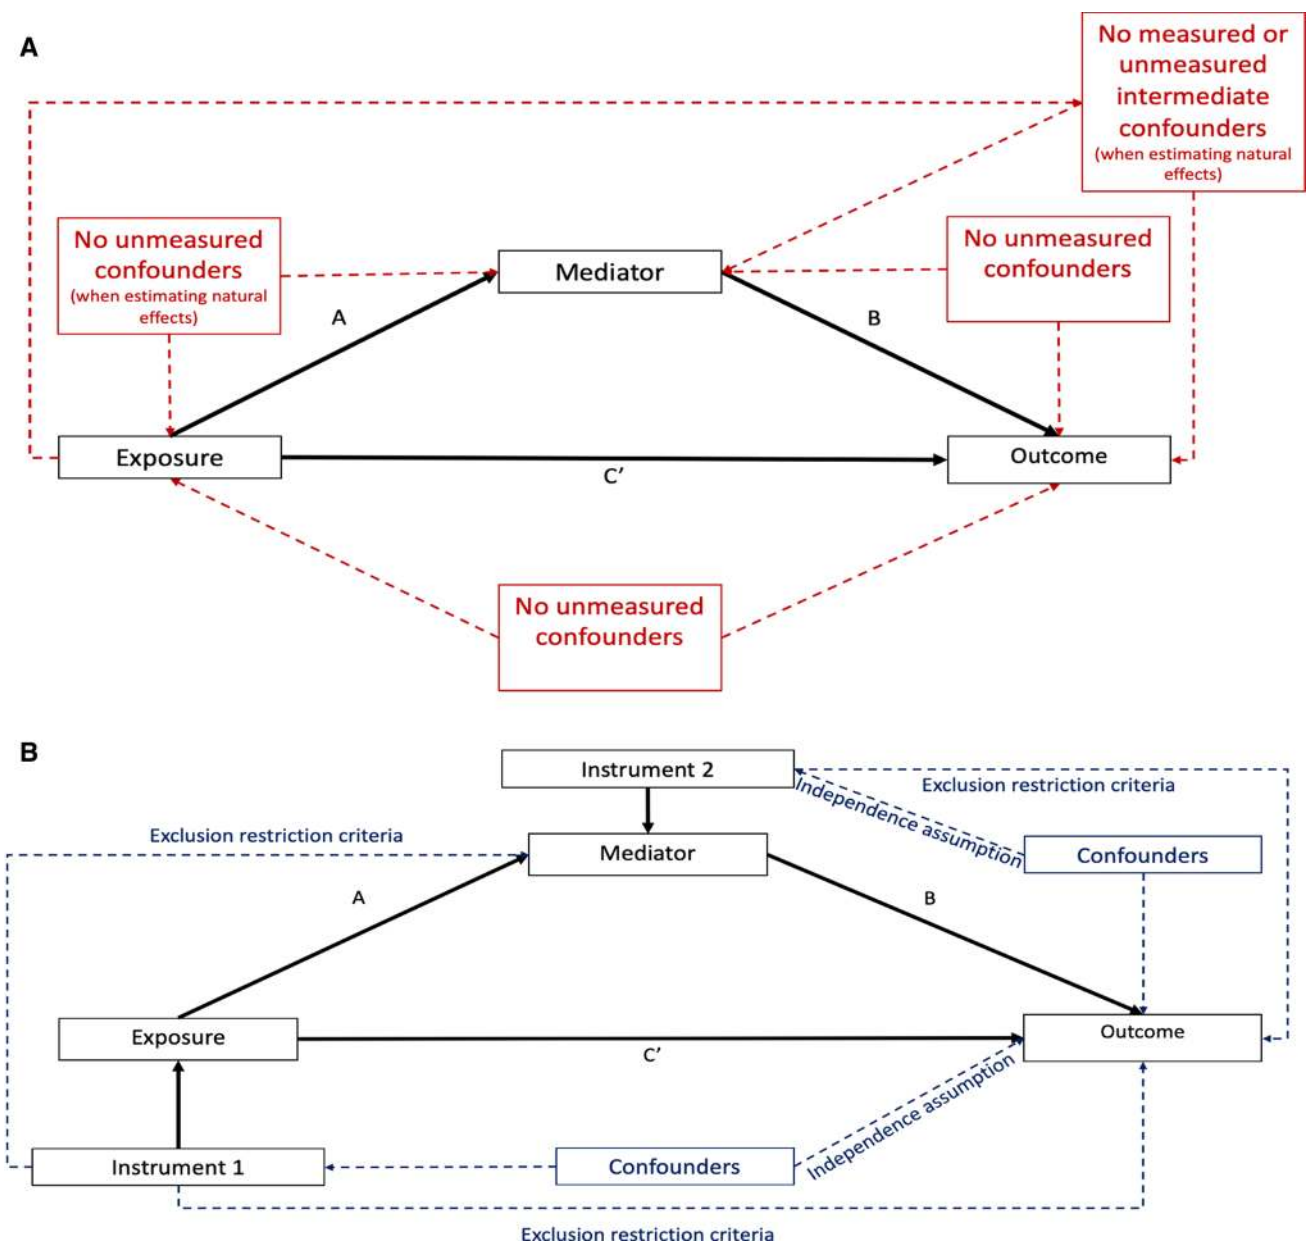 A
No measured or
unmeasured
intermediate
confounders
(when estimating natural
effects)
No unmeasured
confounders
(when estimating natural
effects)
Mediator
No unmeasured
confounders
A
B
Exposure
Outcome
C′
No unmeasured
confounders
B
Instrument 2
Exclusion restriction criteria
Independence assumption
Exclusion restriction criteria
Mediator
Confounders
A
B
Exposure
Outcome
C′
Independence assumption
Instrument 1
Confounders
Exclusion restriction criteria